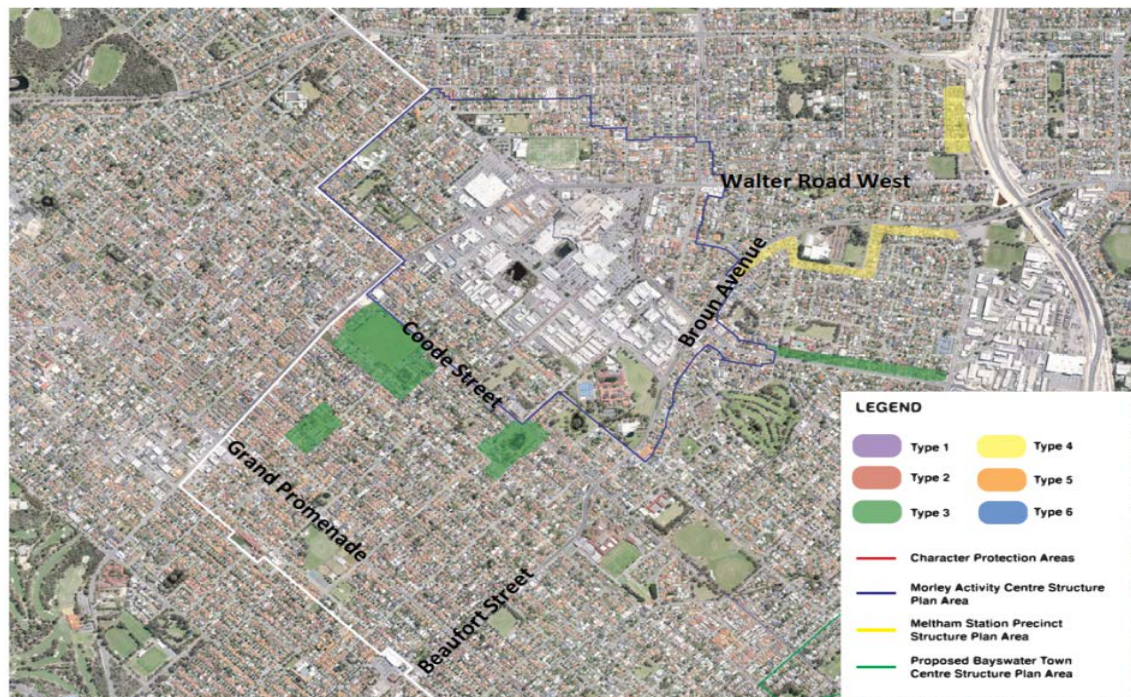 Walter Road West
Broun Avenue
Coode Street
Grand Promenade
Beaufort Street
LEGEND
Type 1
Type 4
Type 2
Type 5
Type 3
Type 6
Character Protection Areas
Morley Activity Centre Structure
Plan Area
Meltham Station Precinct
Structure Plan Area
Proposed Bayswater Town
Centre Structure Plan Area